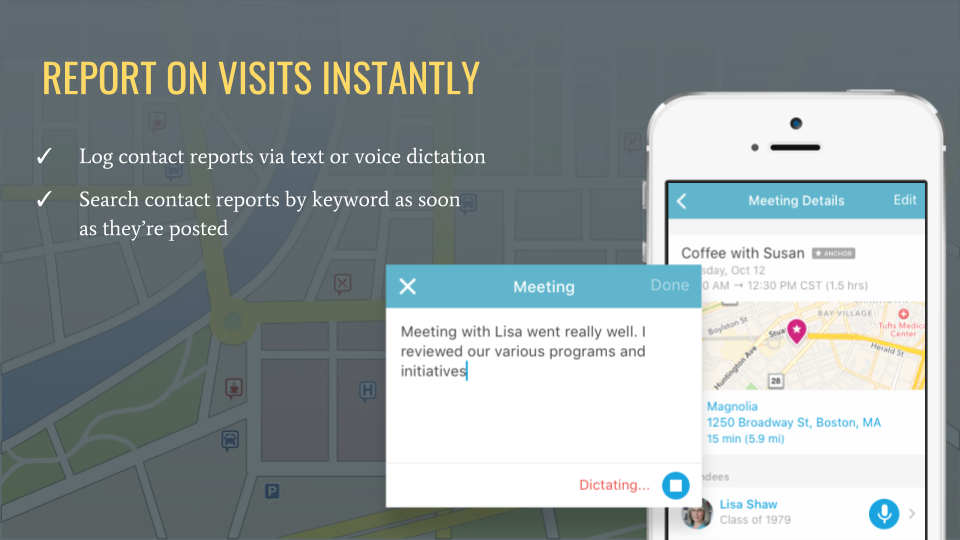 REPORT ON VISITS INSTANTLY
✓ Log contact reports via text or voice dictation
✓ Search contact reports by keyword as soon
as they’re posted
Meeting Details Edit
Coffee with Susan ★ ANCHOR
Oct 12
AM → 12:30 PM CST (1.5 hrs)
BAY VILLAGE
Boylston St
Tufts Medica
Center
Herald St
Huntington Ave
28
Magnolia
1250 Broadway St, Boston, MA
15 min (5.9 mi)
Lisa Shaw
Class of 1979
Meeting Done
Meeting with Lisa went really well. I
reviewed our various programs and
initiatives
Dictating...
H
P